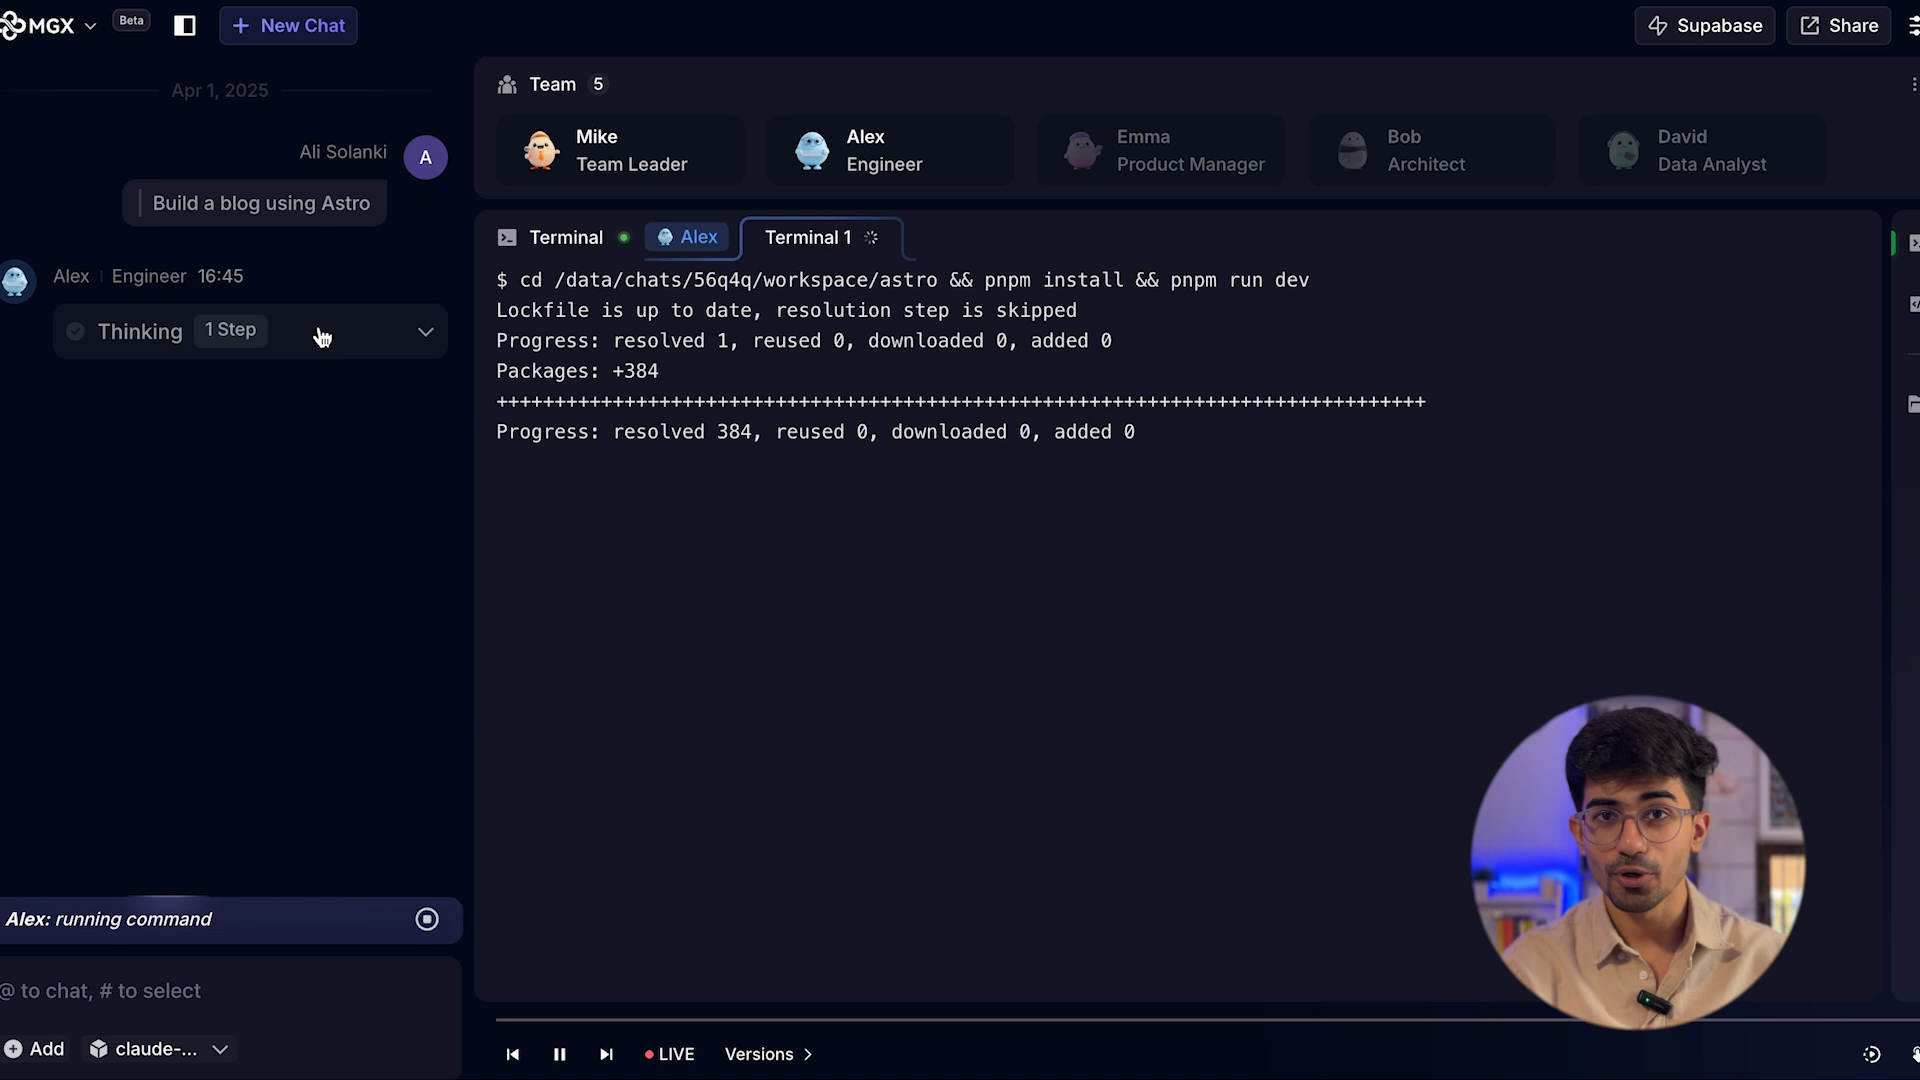 MGX
Beta
New Chat
Supabase
Share
Apr 1, 2025
Ali Solanki
A
Build a blog using Astro
Alex | Engineer 16:45
Thinking 1 Step
Alex: running command
@ to chat, # to select
Add
claude-...
Team 5
Mike
Team Leader
Alex
Engineer
Emma
Product Manager
Bob
Architect
David
Data Analyst
Terminal
Alex
Terminal 1
$ cd /data/chats/56q4q/workspace/astro && pnpm install && pnpm run dev
Lockfile is up to date, resolution step is skipped
Progress: resolved 1, reused 0, downloaded 0, added 0
Packages: +384
++++++++++++++++++++++++++++++++++++++++++++++++++++++++++++++++++++++++++++++++
Progress: resolved 384, reused 0, downloaded 0, added 0
LIVE
Versions